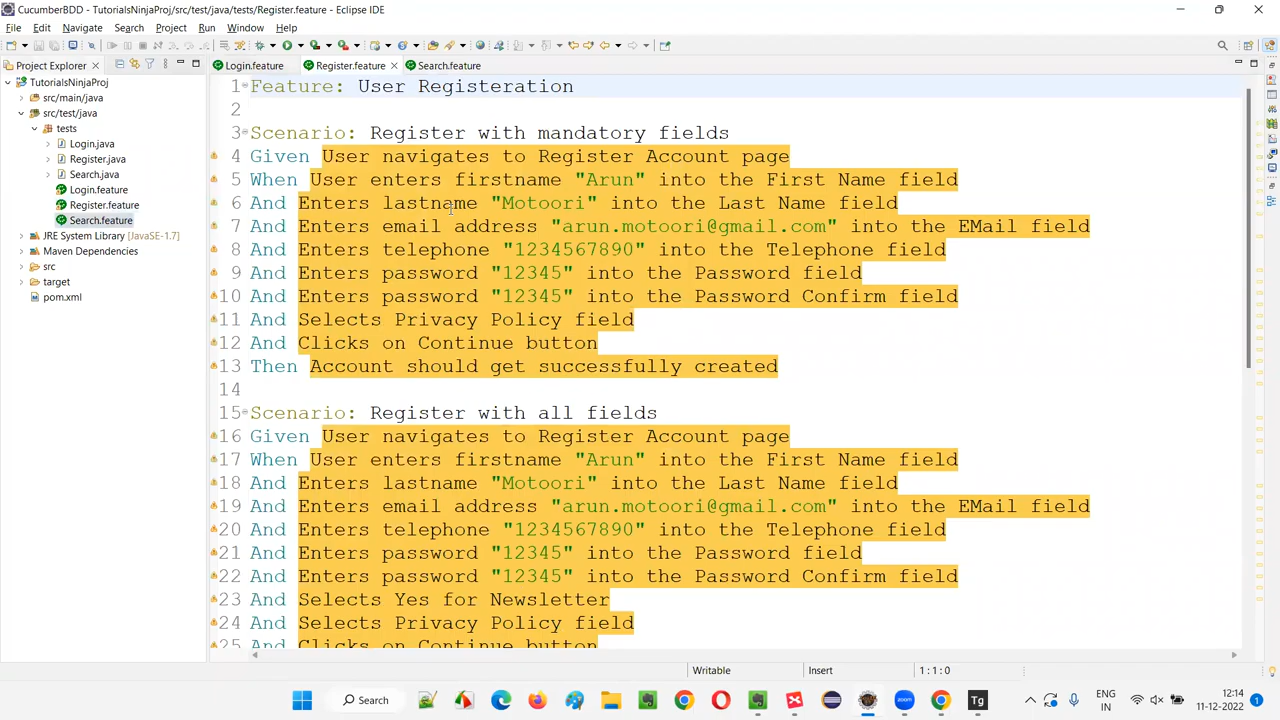 CucumberBDD - TutorialsNinjaProj/src/test/java/tests/Register.feature - Eclipse IDE
File Edit Navigate Search Project Run Window Help
Project Explorer
TutorialsNinjaProj
src/main/java
src/test/java
tests
Login.java
Register.java
Search.java
Login.feature
Register.feature
Search.feature
JRE System Library [JavaSE-1.7]
Maven Dependencies
src
target
pom.xml
Login.feature Register.feature Search.feature
1 Feature: User Registeration
2
3 Scenario: Register with mandatory fields
4 Given User navigates to Register Account page
5 When User enters firstname "Arun" into the First Name field
6 And Enters lastname "Motoori" into the Last Name field
7 And Enters email address "arun.motoori@gmail.com" into the EMail field
8 And Enters telephone "1234567890" into the Telephone field
9 And Enters password "12345" into the Password field
10 And Enters password "12345" into the Password Confirm field
11 And Selects Privacy Policy field
12 And Clicks on Continue button
13 Then Account should get successfully created
14
15 Scenario: Register with all fields
16 Given User navigates to Register Account page
17 When User enters firstname "Arun" into the First Name field
18 And Enters lastname "Motoori" into the Last Name field
19 And Enters email address "arun.motoori@gmail.com" into the EMail field
20 And Enters telephone "1234567890" into the Telephone field
21 And Enters password "12345" into the Password field
22 And Enters password "12345" into the Password Confirm field
23 And Selects Yes for Newsletter
24 And Selects Privacy Policy field
25 And Clicks on Continue button
Writable Insert 1 : 1 : 0
Search
zoom
Tg
ENG
IN
12:14
11-12-2022
1